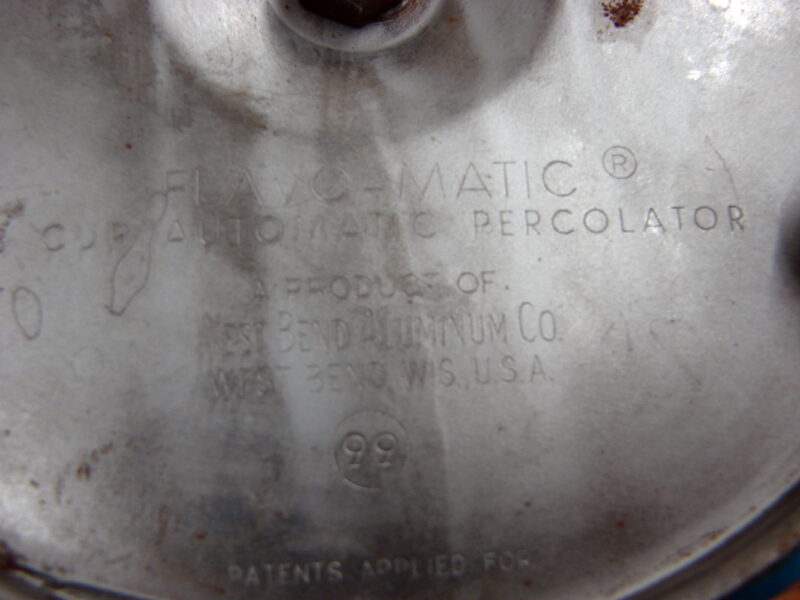 FLAVO-MATIC ®
CUP AUTOMATIC PERCOLATOR
A PRODUCT OF.
WEST BEND ALUMINUM CO.
WEST BEND, WIS., U.S.A.
PATENTS APPLIED FOR